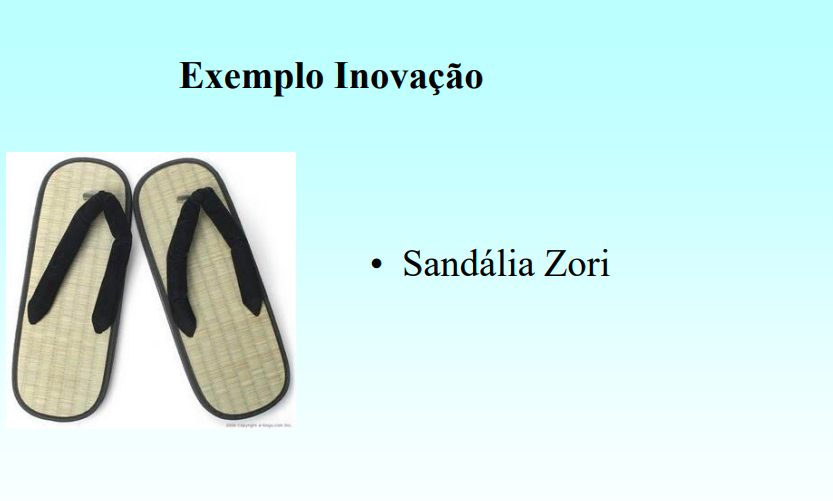 Exemplo Inovação
• Sandália Zori